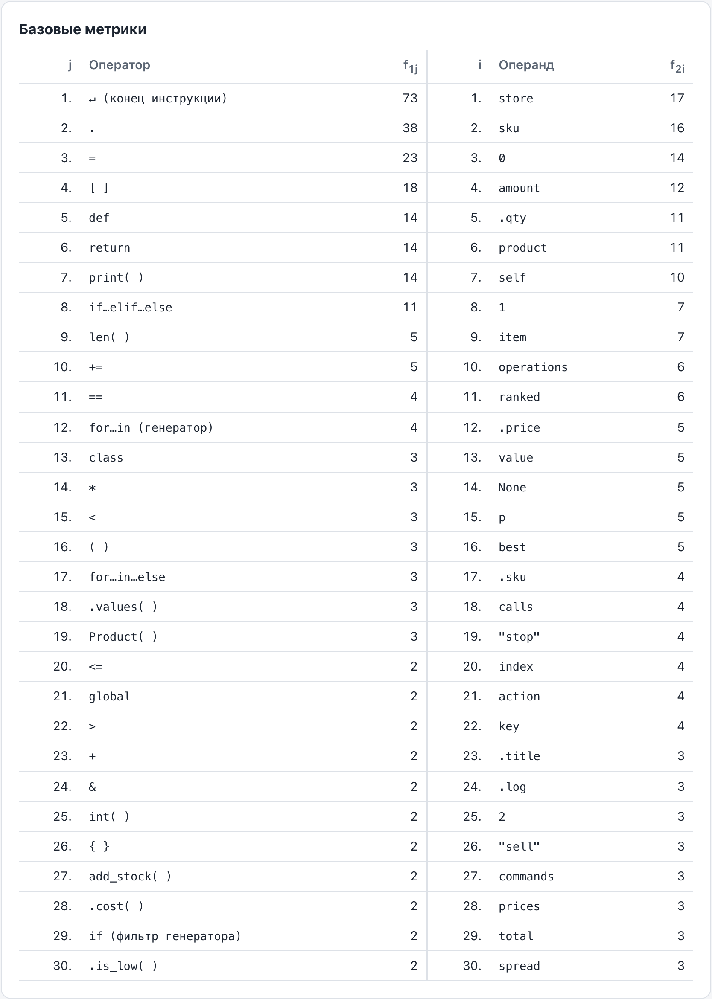 Базовые метрики
j Оператор f1j i Операнд f2i
1. ↵ (конец инструкции) 73 1. store 17
2. . 38 2. sku 16
3. = 23 3. 0 14
4. [ ] 18 4. amount 12
5. def 14 5. .qty 11
6. return 14 6. product 11
7. print( ) 14 7. self 10
8. if…elif…else 11 8. 1 7
9. len( ) 5 9. item 7
10. += 5 10. operations 6
11. == 4 11. ranked 6
12. for…in (генератор) 4 12. .price 5
13. class 3 13. value 5
14. * 3 14. None 5
15. < 3 15. p 5
16. ( ) 3 16. best 5
17. for…in…else 3 17. .sku 4
18. .values( ) 3 18. calls 4
19. Product( ) 3 19. "stop" 4
20. <= 2 20. index 4
21. global 2 21. action 4
22. > 2 22. key 4
23. + 2 23. .title 3
24. & 2 24. .log 3
25. int( ) 2 25. 2 3
26. { } 2 26. "sell" 3
27. add_stock( ) 2 27. commands 3
28. .cost( ) 2 28. prices 3
29. if (фильтр генератора) 2 29. total 3
30. .is_low( ) 2 30. spread 3